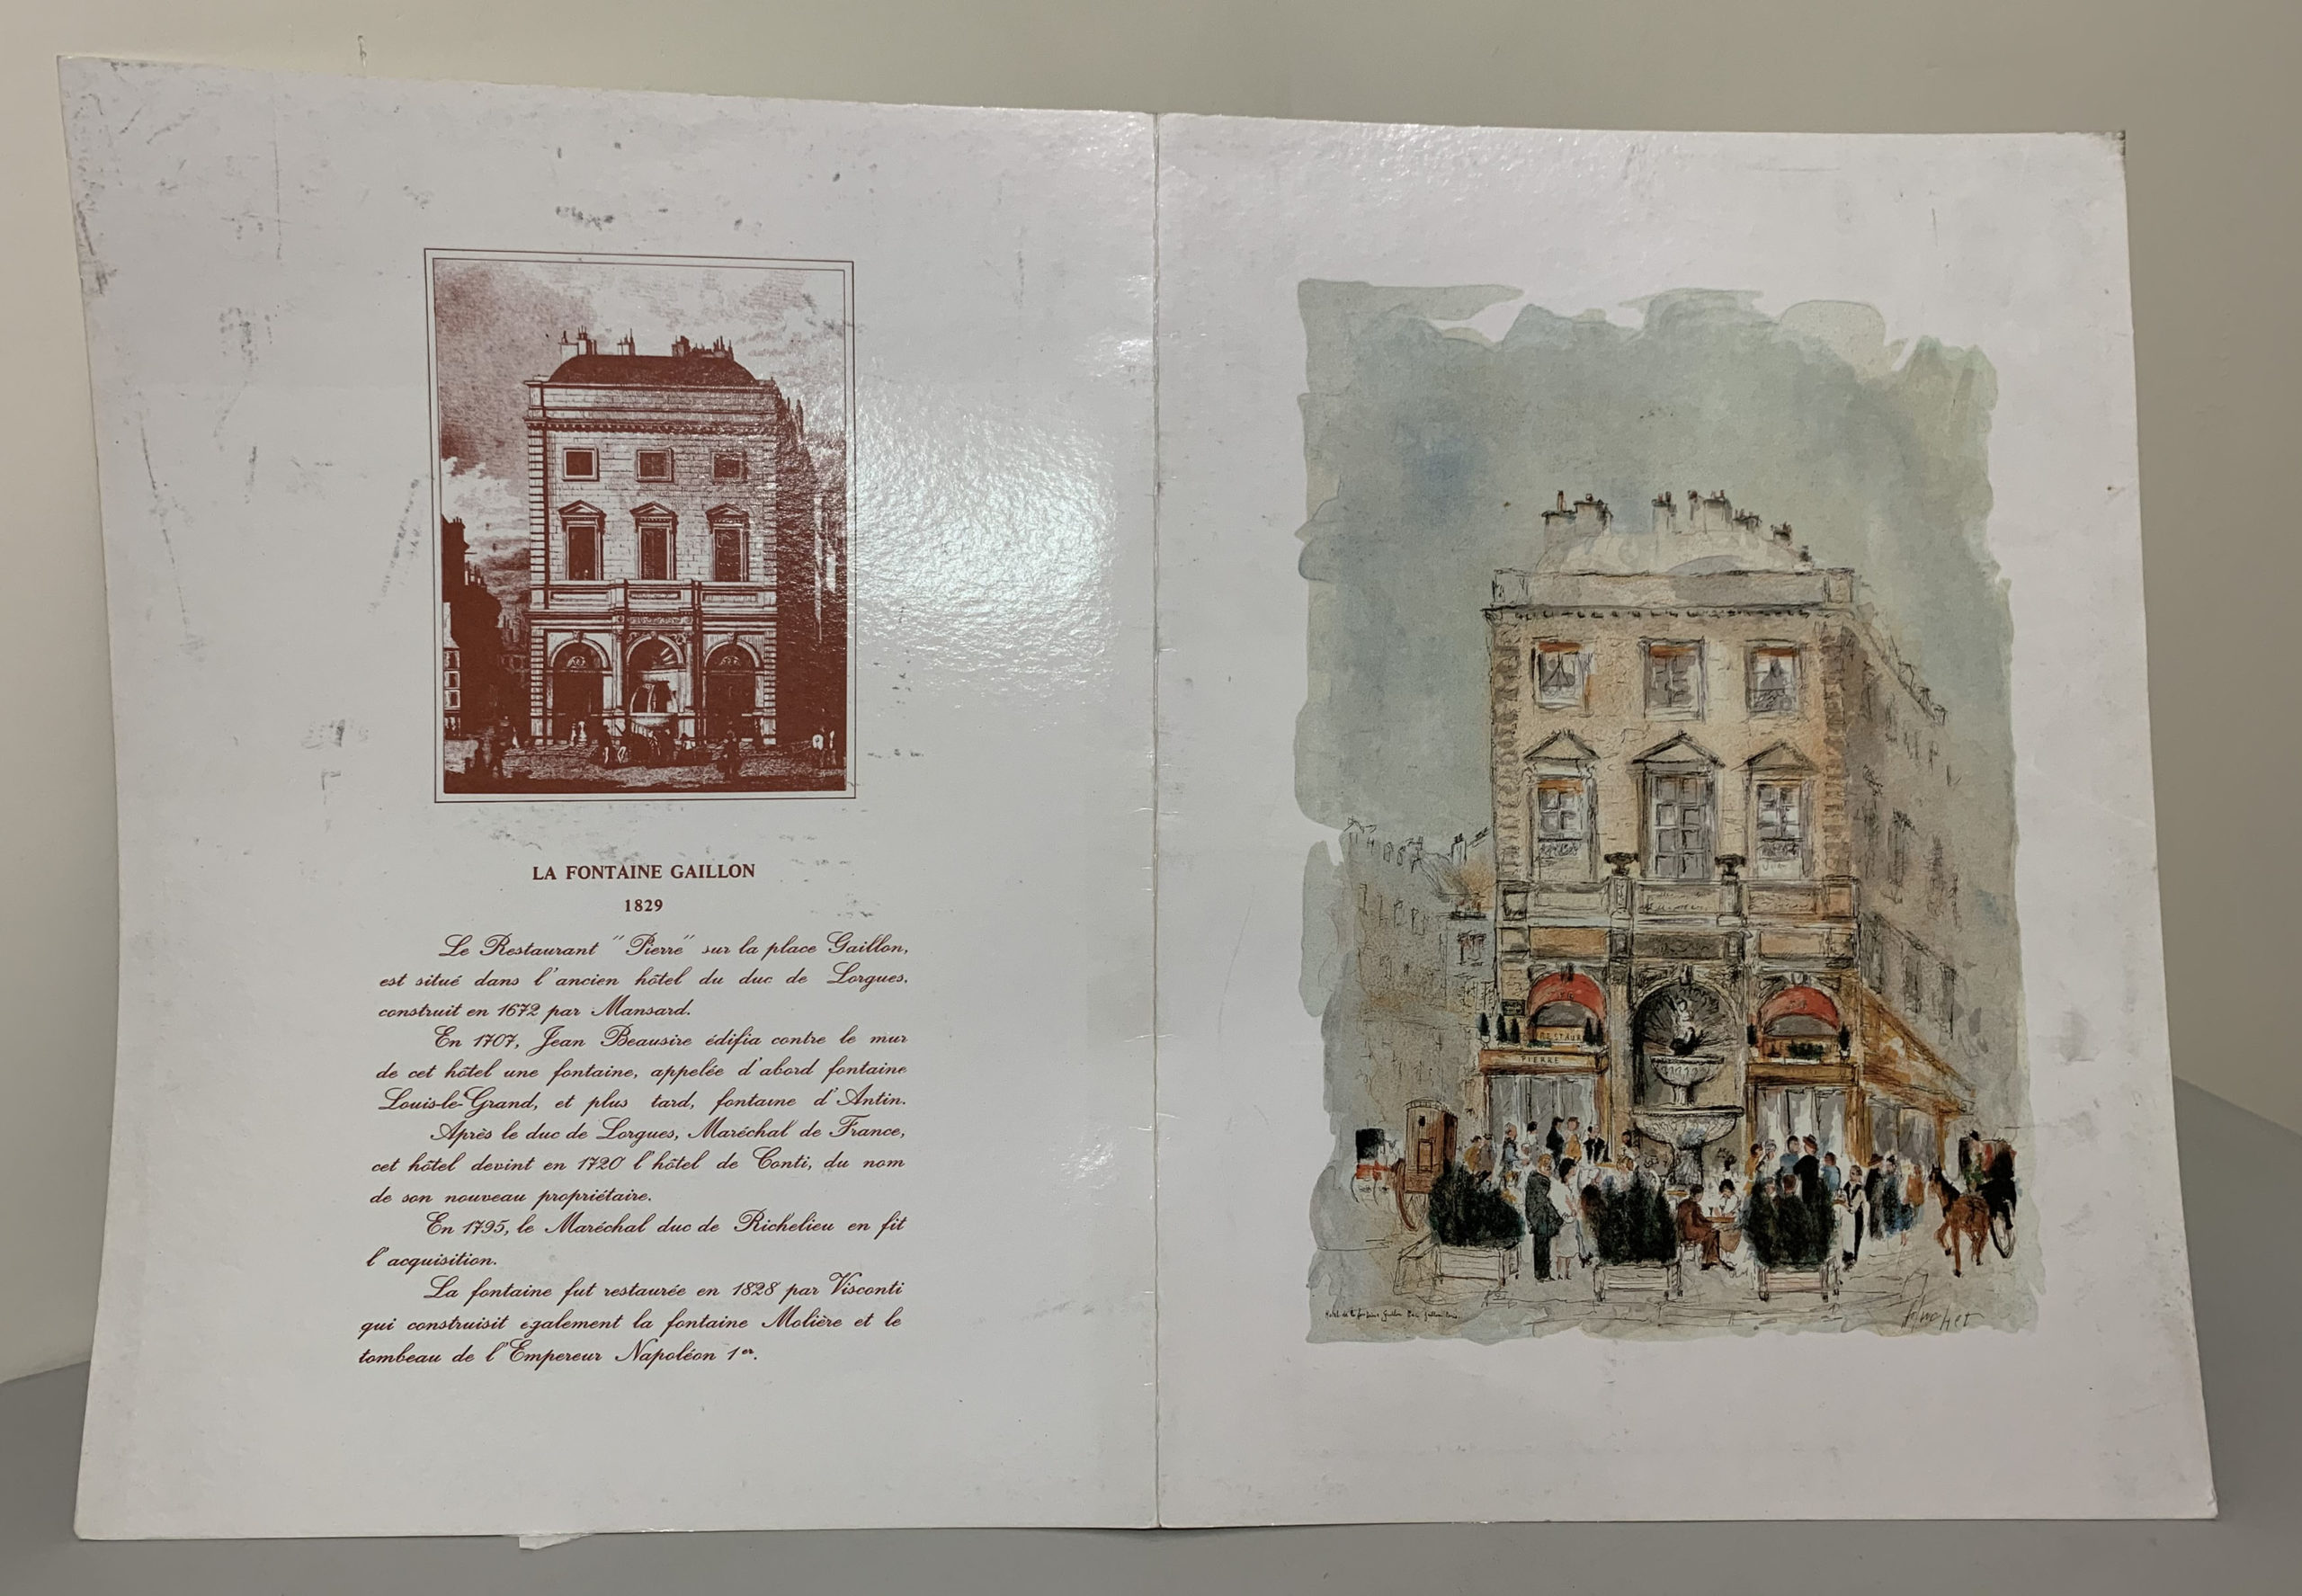 LA FONTAINE GAILLON
1829
Le Restaurant "Pierre" sur la place Gaillon,
est situé dans l'ancien hôtel du duc de Lorgues,
construit en 1672 par Mansard.
En 1707, Jean Beausire édifia contre le mur
de cet hôtel une fontaine, appelée d'abord fontaine
Louis-le-Grand, et plus tard, fontaine d'Antin.
Après le duc de Lorgues, Maréchal de France,
cet hôtel devint en 1720 l'hôtel de Conti, du nom
de son nouveau propriétaire.
En 1795, le Maréchal duc de Richelieu en fit
l'acquisition.
La fontaine fut restaurée en 1828 par Visconti
qui construisit également la fontaine Molière et le
tombeau de l'Empereur Napoléon 1er.
RESTAUR
PIERRE